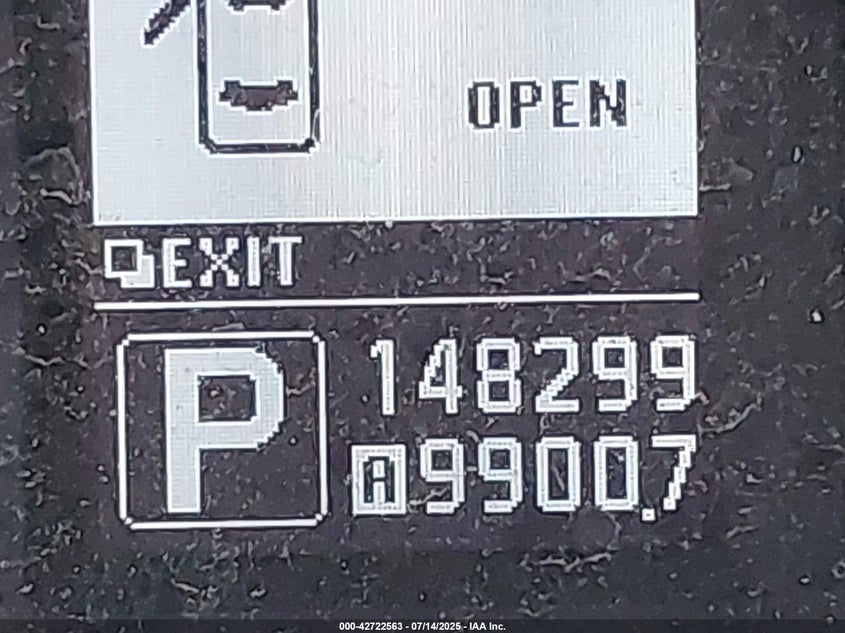 OPEN
EXIT
P
148299
A 9900.7
000-42722563 - 07/14/2025 - IAA Inc.